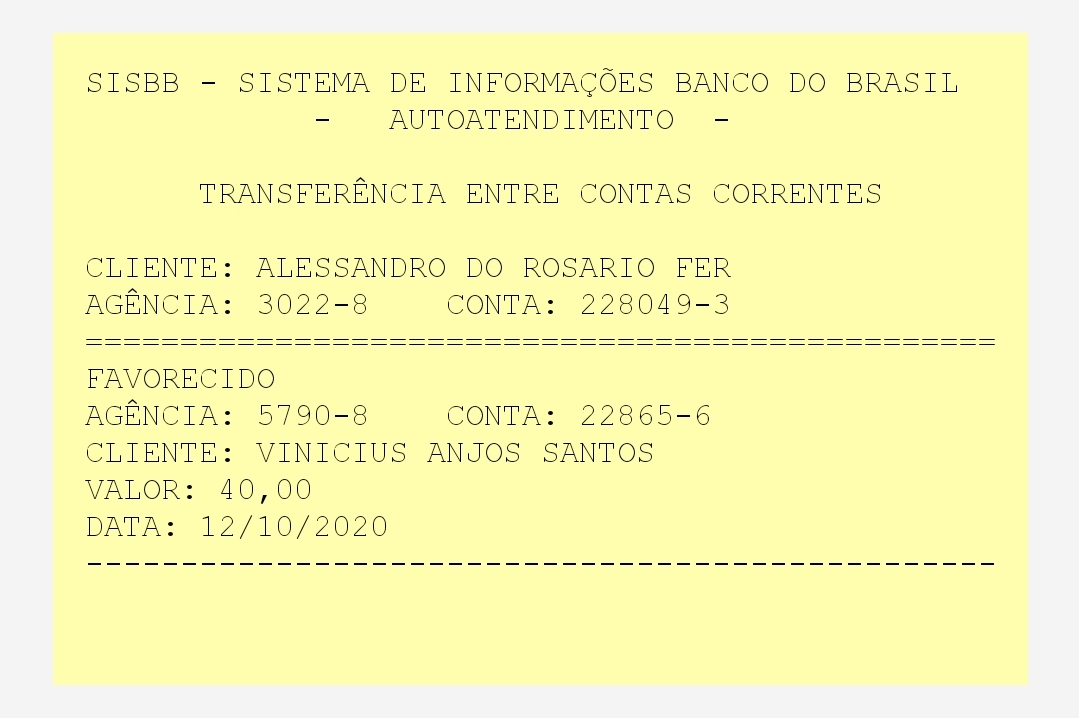 SISBB - SISTEMA DE INFORMAÇÕES BANCO DO BRASIL
- AUTOATENDIMENTO -
TRANSFERÊNCIA ENTRE CONTAS CORRENTES
CLIENTE: ALESSANDRO DO ROSARIO FER
AGÊNCIA: 3022-8 CONTA: 228049-3
================================================
FAVORECIDO
AGÊNCIA: 5790-8 CONTA: 22865-6
CLIENTE: VINICIUS ANJOS SANTOS
VALOR: 40,00
DATA: 12/10/2020
------------------------------------------------